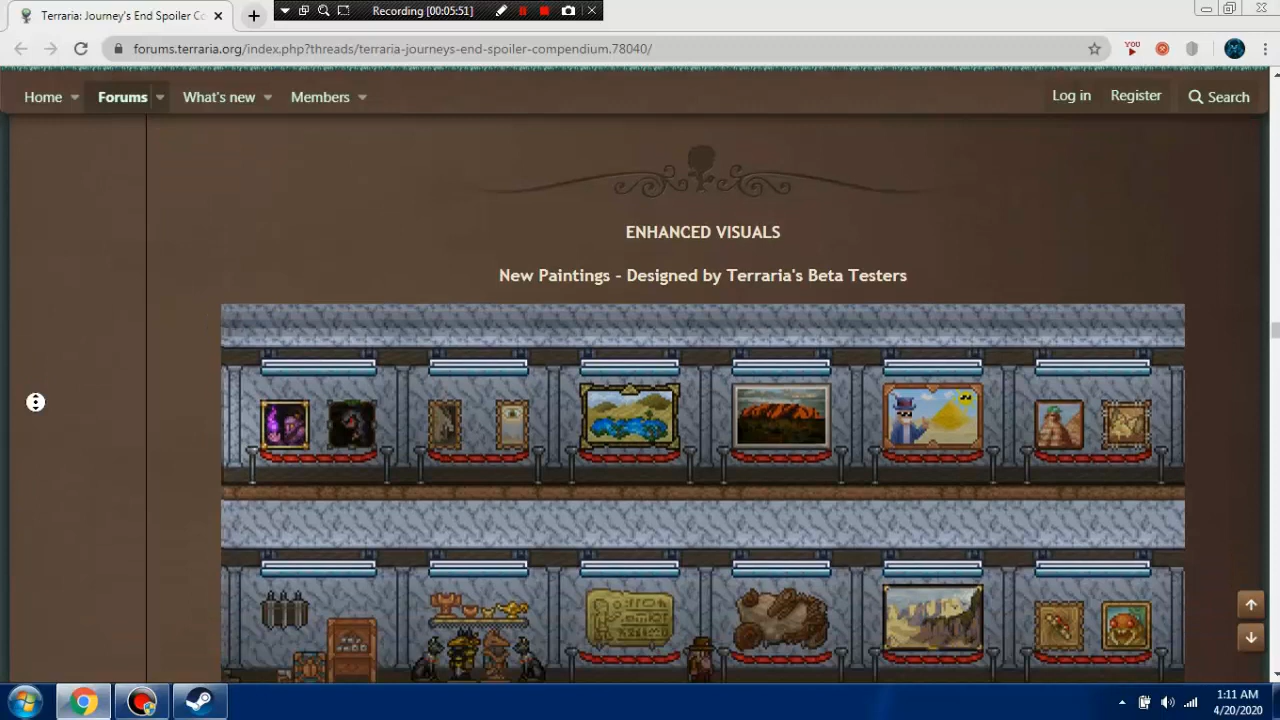 Terraria: Journey's End Spoiler Co
Recording [00:05:51]
forums.terraria.org/index.php?threads/terraria-journeys-end-spoiler-compendium.78040/
YOU
Home Forums What's new Members Log in Register Search
ENHANCED VISUALS
New Paintings - Designed by Terraria's Beta Testers
1:11 AM
4/20/2020